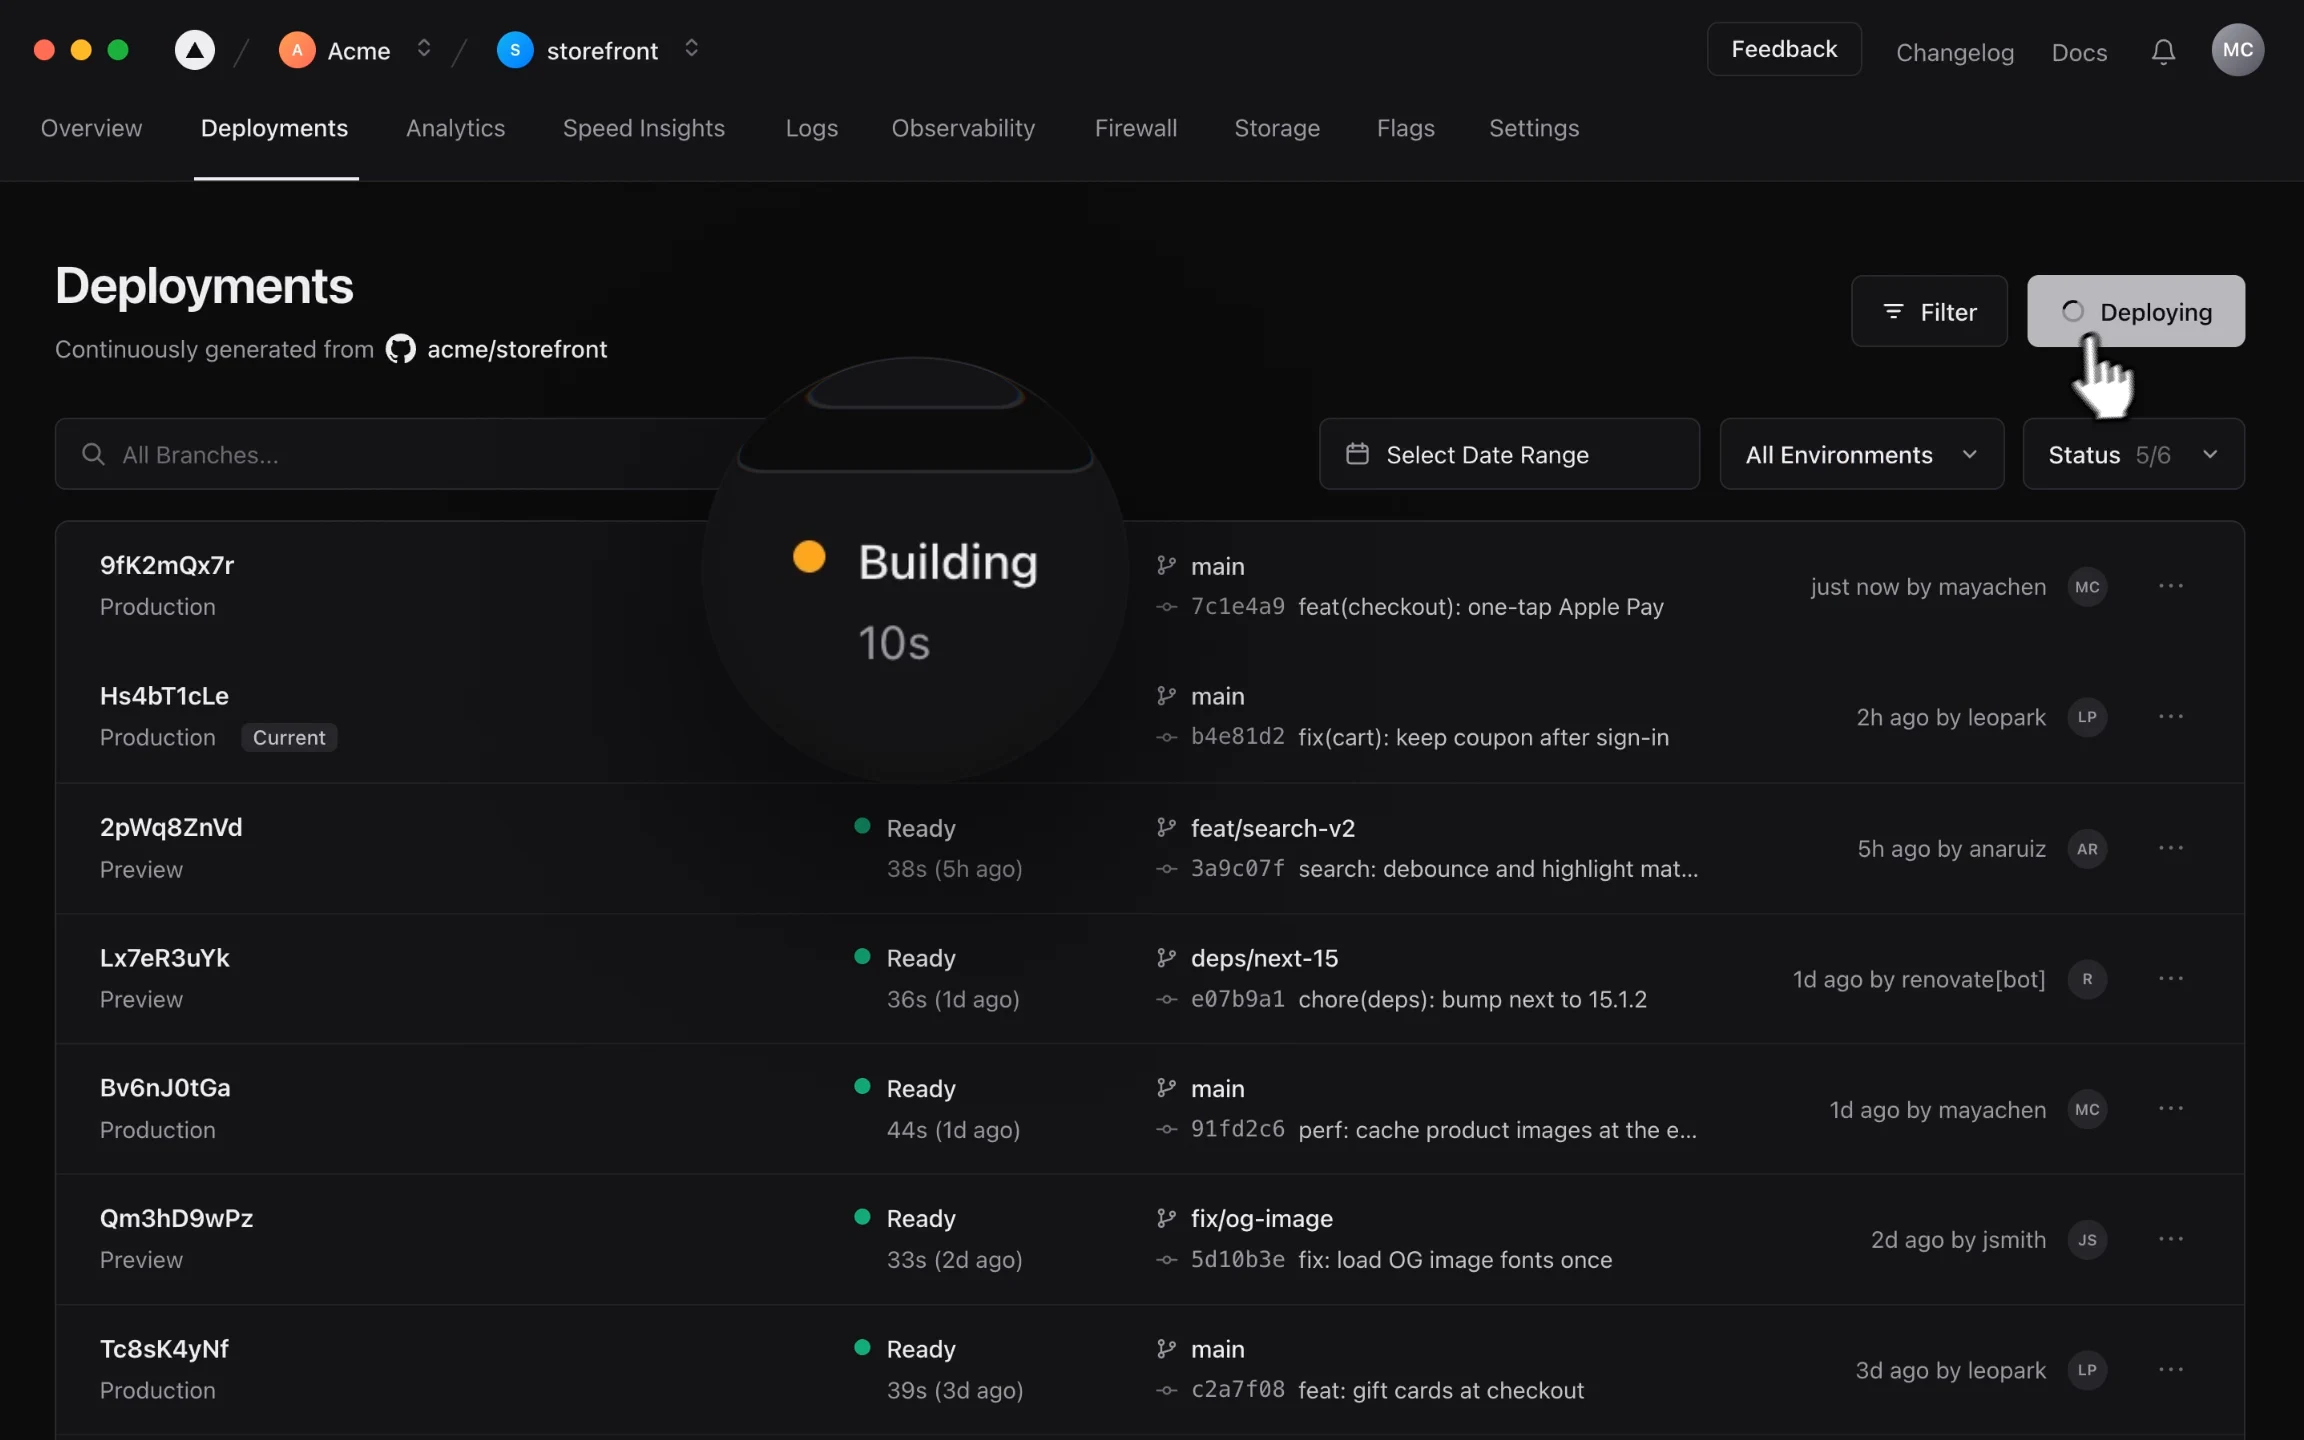 A Acme S storefront Feedback Changelog Docs MC
Overview Deployments Analytics Speed Insights Logs Observability Firewall Storage Flags Settings
Deployments
Continuously generated from acme/storefront
Filter Deploying
All Branches... Select Date Range All Environments Status 5/6
9fK2mQx7r Building main just now by mayachen MC
Production 10s 7c1e4a9 feat(checkout): one-tap Apple Pay
Hs4bT1cLe main 2h ago by leopark LP
Production Current b4e81d2 fix(cart): keep coupon after sign-in
2pWq8ZnVd Ready feat/search-v2 5h ago by anaruiz AR
Preview 38s (5h ago) 3a9c07f search: debounce and highlight mat...
Lx7eR3uYk Ready deps/next-15 1d ago by renovate[bot] R
Preview 36s (1d ago) e07b9a1 chore(deps): bump next to 15.1.2
Bv6nJ0tGa Ready main 1d ago by mayachen MC
Production 44s (1d ago) 91fd2c6 perf: cache product images at the e...
Qm3hD9wPz Ready fix/og-image 2d ago by jsmith JS
Preview 33s (2d ago) 5d10b3e fix: load OG image fonts once
Tc8sK4yNf Ready main 3d ago by leopark LP
Production 39s (3d ago) c2a7f08 feat: gift cards at checkout